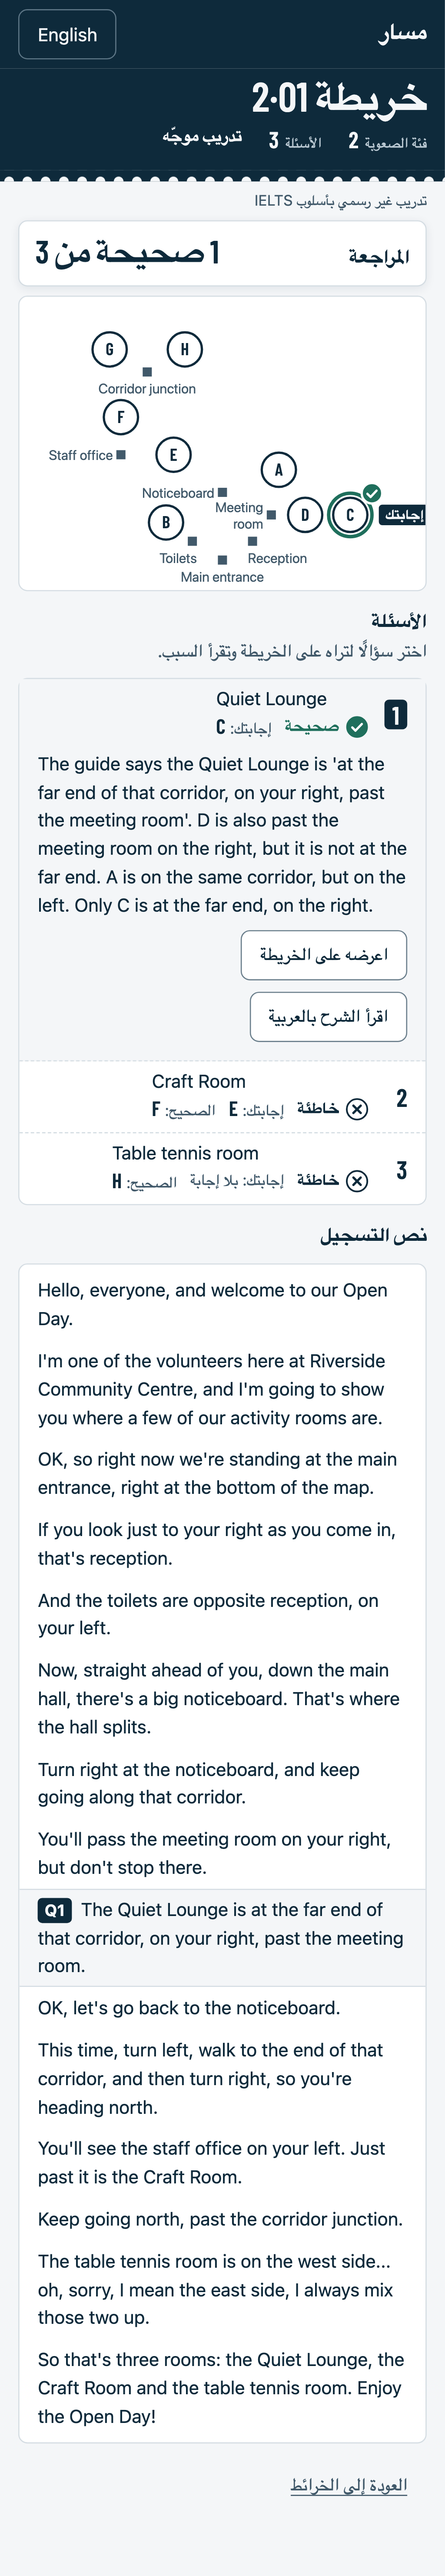 مسار
English
خريطة 2·01
فئة الصعوبة 2 الأسئلة 3 تدريب موجّه
تدريب غير رسمي بأسلوب IELTS
المراجعة
1 صحيحة من 3
G
H
Corridor junction
F
Staff office
E
A
Noticeboard
Meeting
room
B
D
C
إجابتك
Toilets
Reception
Main entrance
الأسئلة
اختر سؤالًا لتراه على الخريطة وتقرأ السبب.
1
Quiet Lounge
صحيحة إجابتك: C
The guide says the Quiet Lounge is 'at the
far end of that corridor, on your right, past
the meeting room'. D is also past the
meeting room on the right, but it is not at the
far end. A is on the same corridor, but on the
left. Only C is at the far end, on the right.
اعرضه على الخريطة
اقرأ الشرح بالعربية
2
Craft Room
خاطئة إجابتك: E الصحيح: F
3
Table tennis room
خاطئة إجابتك: بلا إجابة الصحيح: H
نص التسجيل
Hello, everyone, and welcome to our Open
Day.
I'm one of the volunteers here at Riverside
Community Centre, and I'm going to show
you where a few of our activity rooms are.
OK, so right now we're standing at the main
entrance, right at the bottom of the map.
If you look just to your right as you come in,
that's reception.
And the toilets are opposite reception, on
your left.
Now, straight ahead of you, down the main
hall, there's a big noticeboard. That's where
the hall splits.
Turn right at the noticeboard, and keep
going along that corridor.
You'll pass the meeting room on your right,
but don't stop there.
Q1 The Quiet Lounge is at the far end of
that corridor, on your right, past the meeting
room.
OK, let's go back to the noticeboard.
This time, turn left, walk to the end of that
corridor, and then turn right, so you're
heading north.
You'll see the staff office on your left. Just
past it is the Craft Room.
Keep going north, past the corridor junction.
The table tennis room is on the west side...
oh, sorry, I mean the east side, I always mix
those two up.
So that's three rooms: the Quiet Lounge, the
Craft Room and the table tennis room. Enjoy
the Open Day!
العودة إلى الخرائط